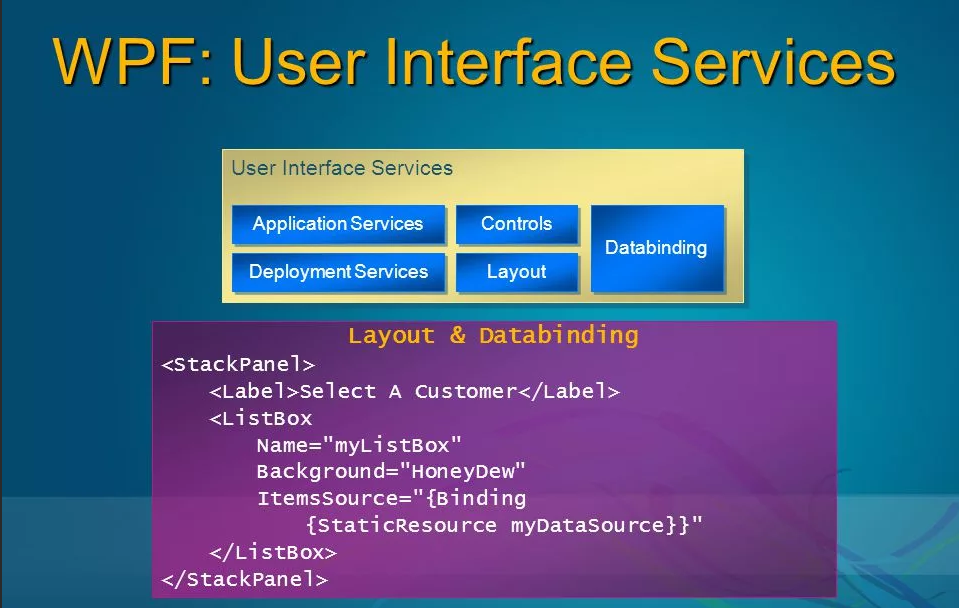 WPF: User Interface Services
User Interface Services
Application Services
Controls
Databinding
Deployment Services
Layout
Layout & Databinding
<StackPanel>
<Label>Select A Customer</Label>
<ListBox
Name="myListBox"
Background="HoneyDew"
ItemsSource="{Binding
{StaticResource myDataSource}}"
</ListBox>
</StackPanel>